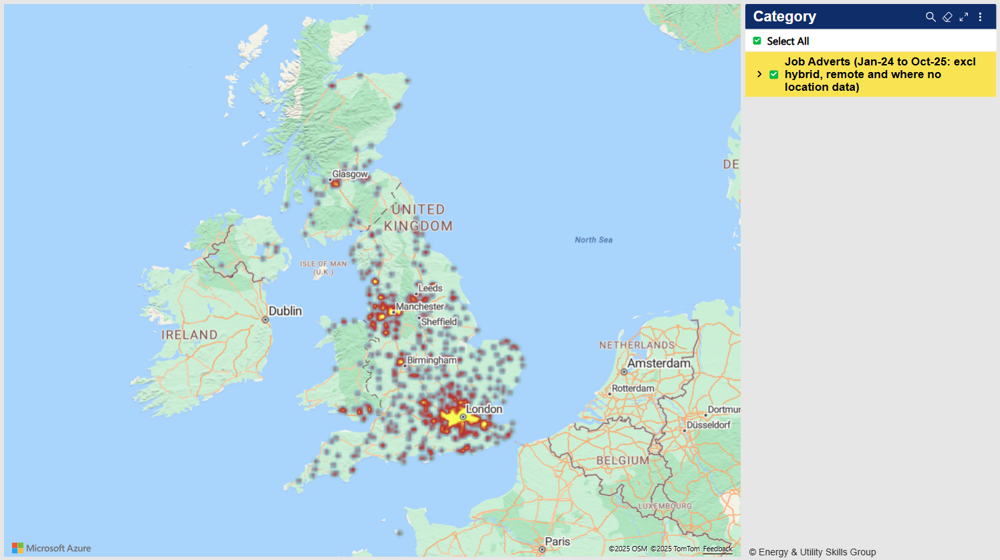 Category
Select All
Job Adverts (Jan-24 to Oct-25: excl
hybrid, remote and where no
location data)
Glasgow
UNITED
KINGDOM
North Sea
DE
ISLE OF MAN
(U.K.)
Leeds
Manchester
Sheffield
Dublin
IRELAND
Birmingham
NETHERLANDS
Amsterdam
Rotterdam
London
Dortmur
Düsseldorf
BELGIUM
LUXEMBOURG
Paris
Microsoft Azure
©2025 OSM ©2025 TomTom Feedback
© Energy & Utility Skills Group